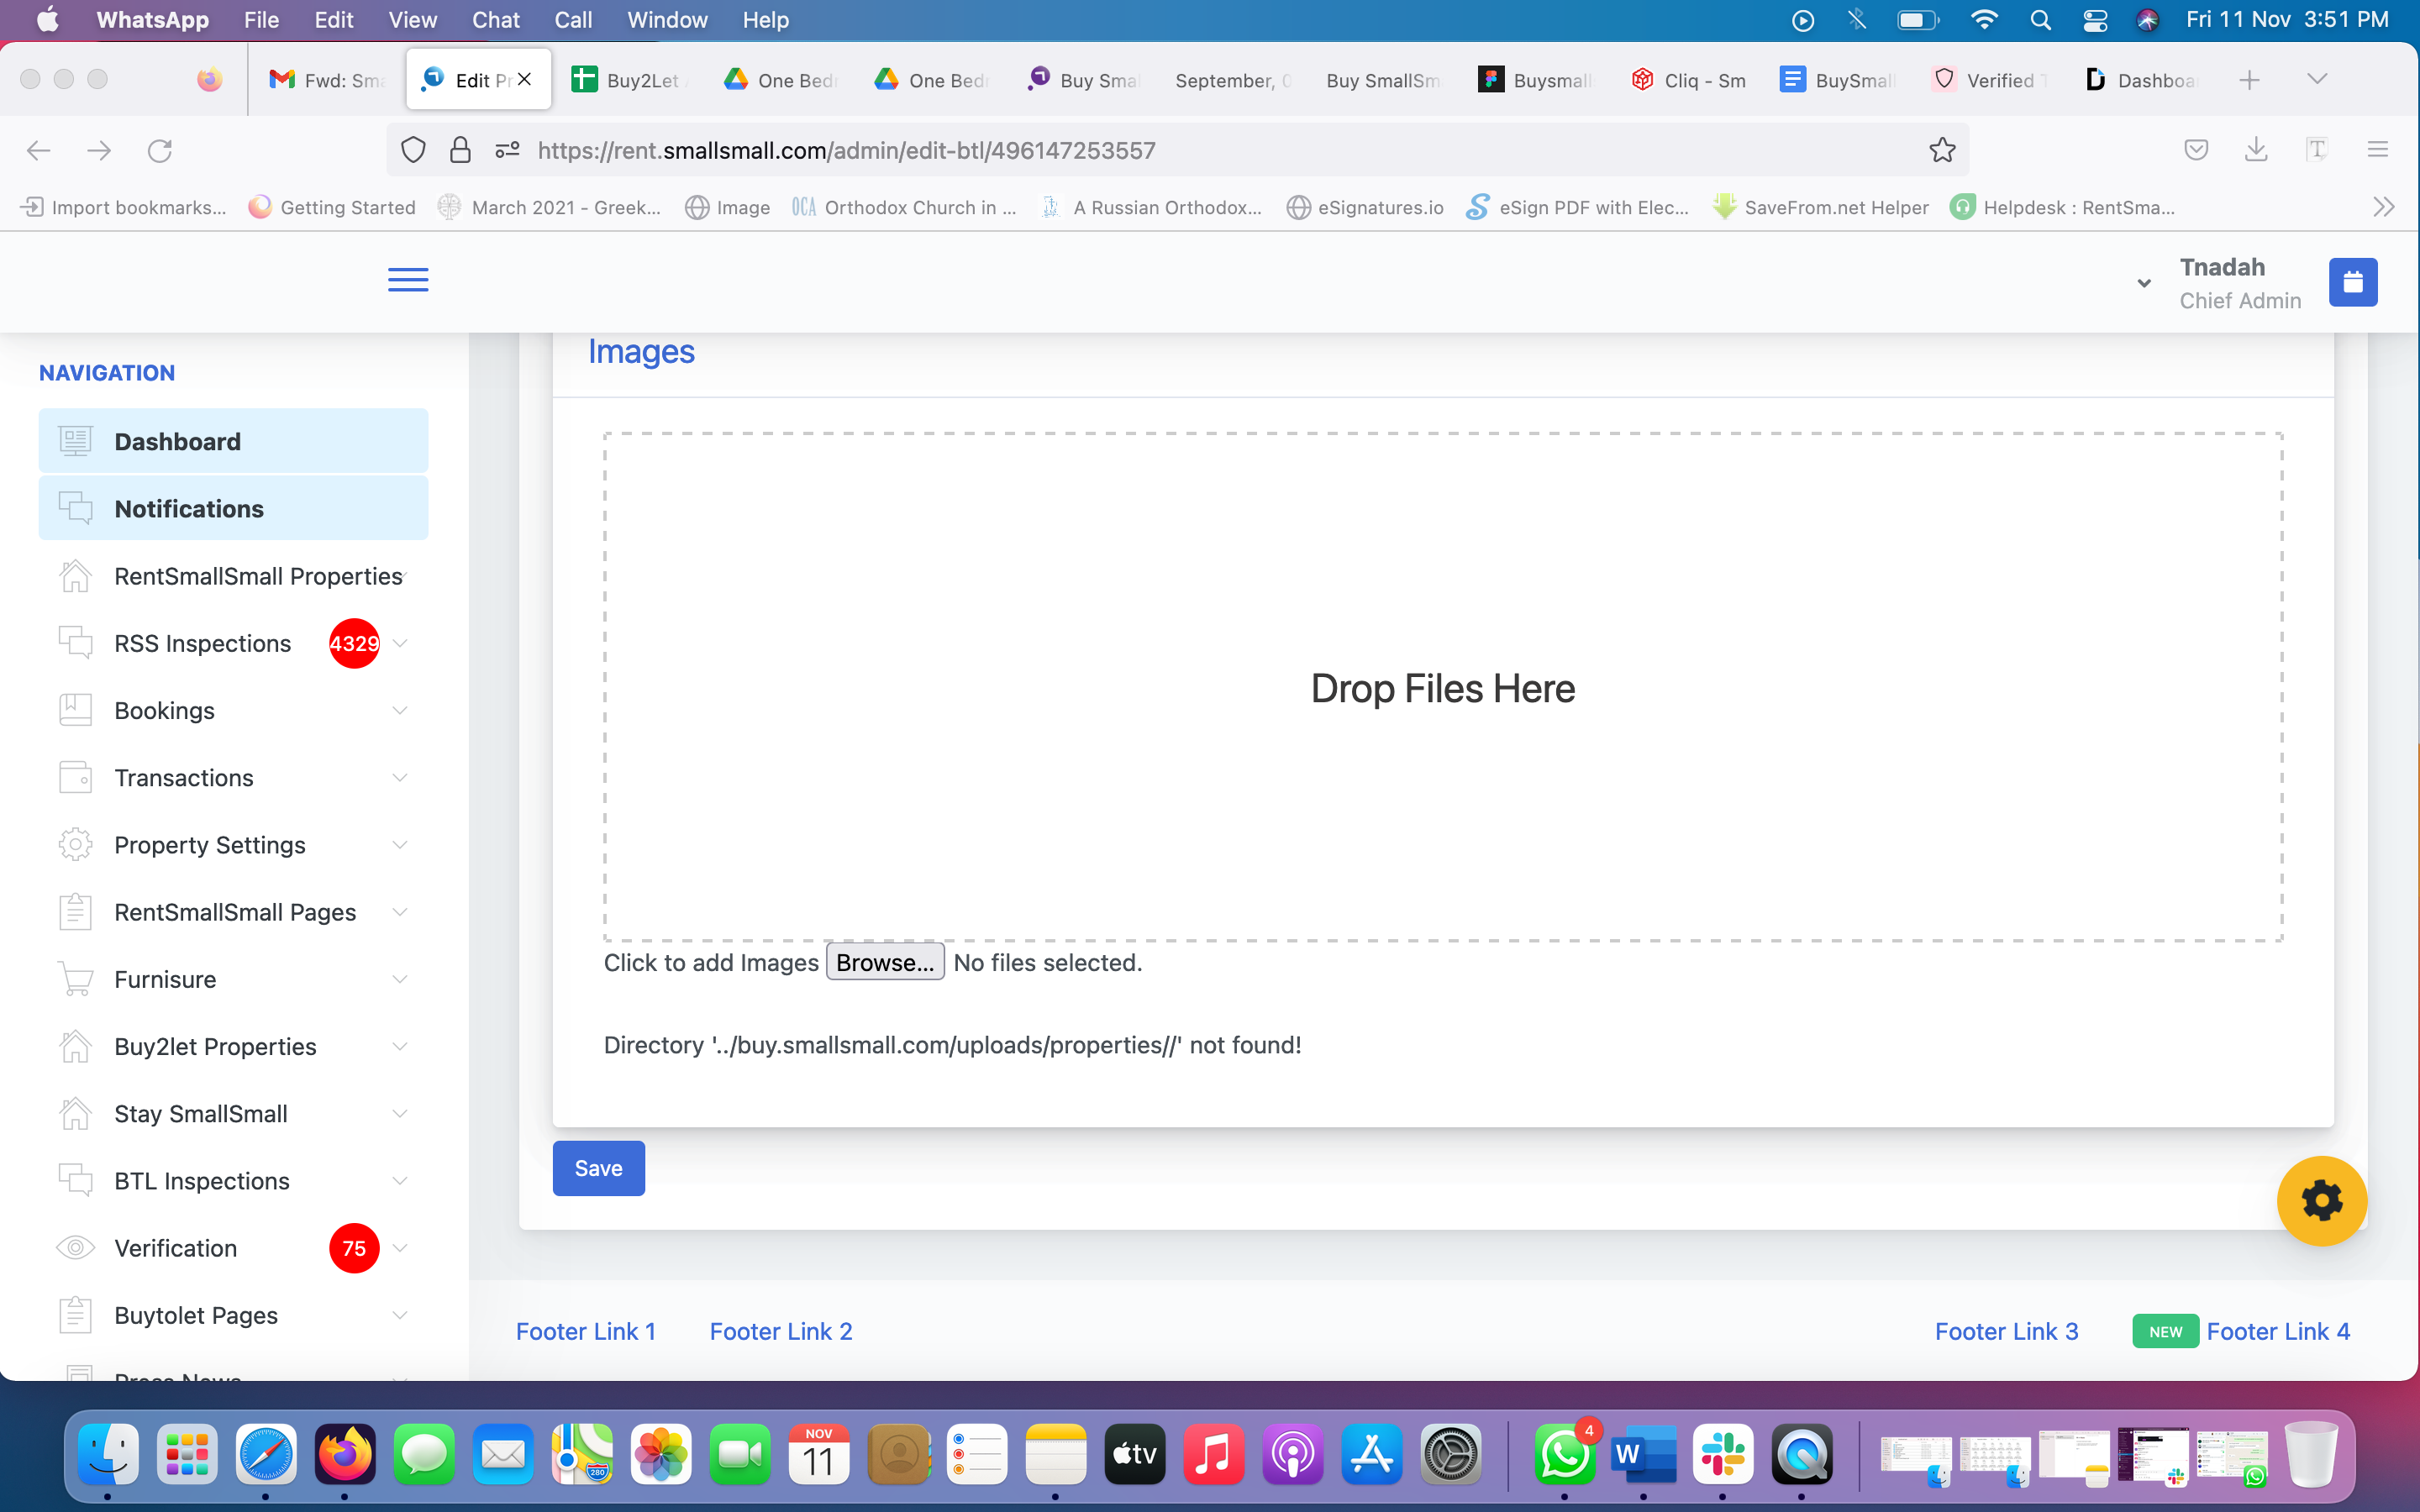 WhatsApp File Edit View Chat Call Window Help Fri 11 Nov 3:51 PM
Fwd: Sma Edit Pr Buy2Let One Bed One Bed Buy Smal September, Buy SmallSm Buysmall Cliq - Sm BuySmall Verified Dashboa
https://rent.smallsmall.com/admin/edit-btl/496147253557
Import bookmarks... Getting Started March 2021 - Greek... Image OCA Orthodox Church in ... A Russian Orthodox... eSignatures.io eSign PDF with Elec... SaveFrom.net Helper Helpdesk : RentSma...
Tnadah
Chief Admin
NAVIGATION
Dashboard
Notifications
RentSmallSmall Properties
RSS Inspections 4329
Bookings
Transactions
Property Settings
RentSmallSmall Pages
Furnisure
Buy2let Properties
Stay SmallSmall
BTL Inspections
Verification 75
Buytolet Pages
Press News
Images
Drop Files Here
Click to add Images Browse... No files selected.
Directory '../buy.smallsmall.com/uploads/properties//' not found!
Save
Footer Link 1 Footer Link 2 Footer Link 3 NEW Footer Link 4
NOV
11
280
tv
4
W